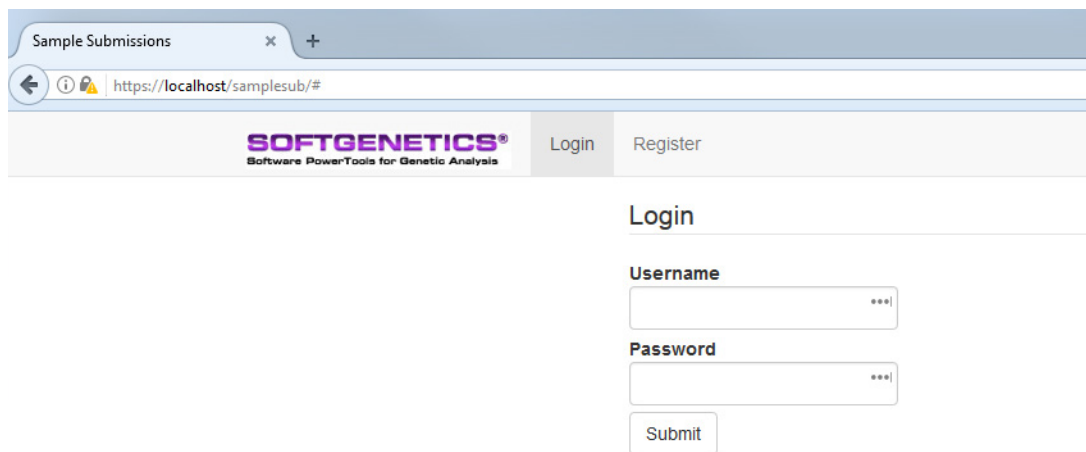 Sample Submissions
https://localhost/samplesub/#
SOFTGENETICS®
Software PowerTools for Genetic Analysis
Login
Register
Login
Username
Password
Submit